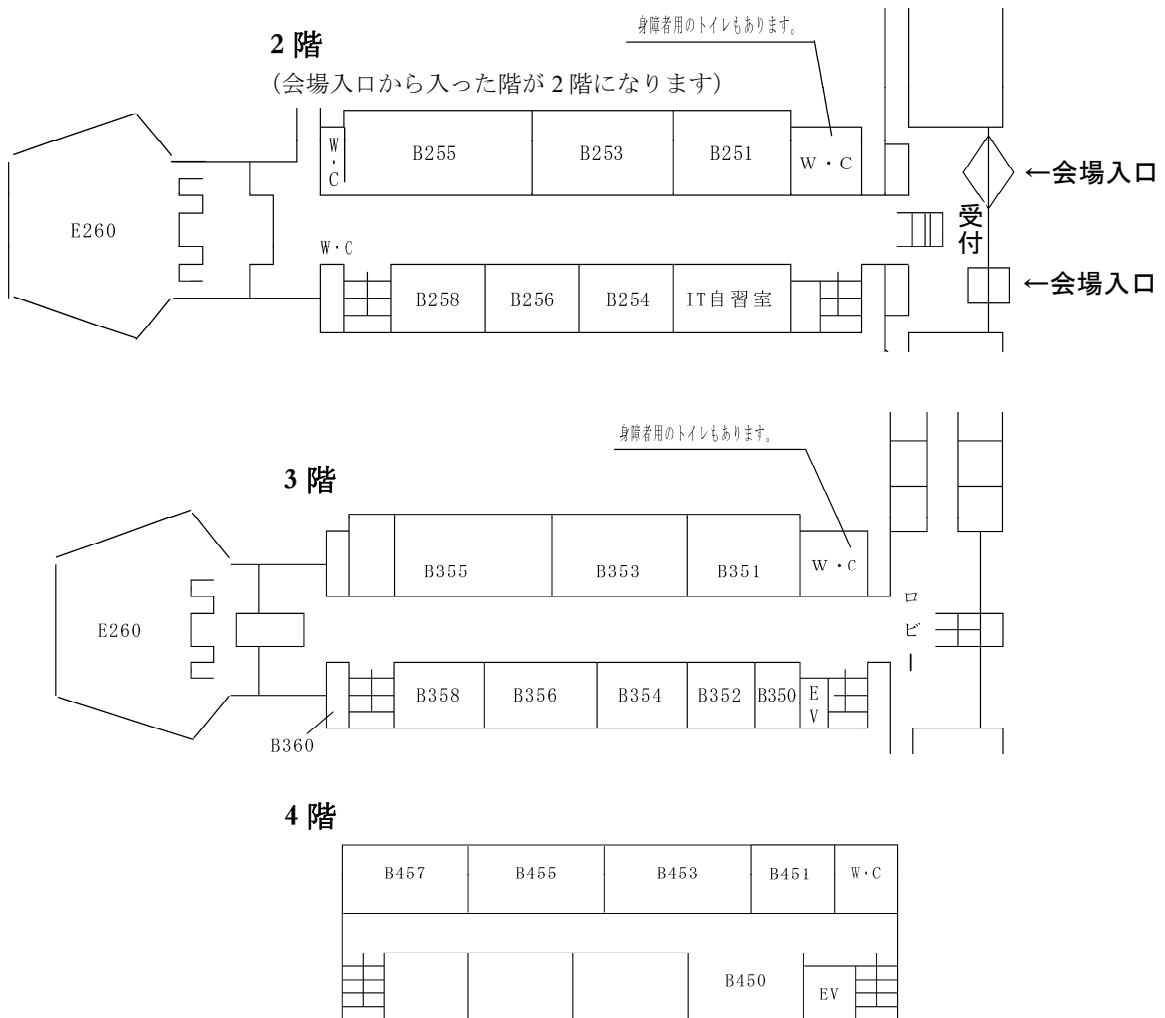 身障者用のトイレもあります。
2 階
(会場入口から入った階が 2 階になります)
W・C
B255
B253
B251
W・C
←会場入口
受付
E260
W・C
B258
B256
B254
IT自習室
←会場入口
身障者用のトイレもあります。
3 階
B355
B353
B351
W・C
ロビー
E260
B358
B356
B354
B352
B350
EV
B360
4 階
B457
B455
B453
B451
W・C
B450
EV